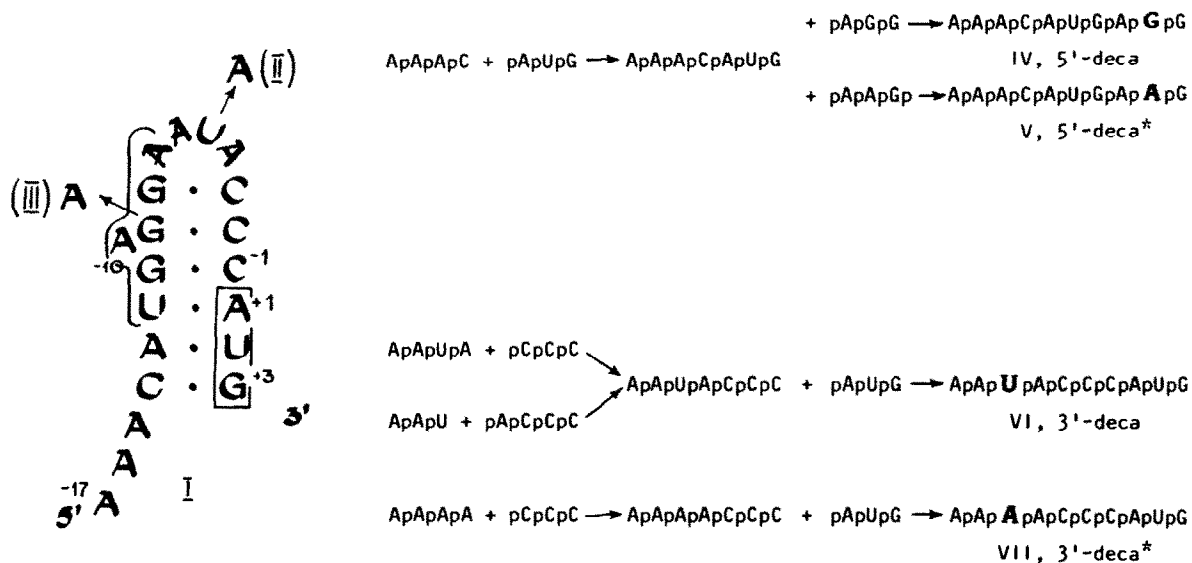 A (II)
A A U A
G · C
(III) A
G · C
A
-10
G · C -1
U · A +1
A · U
C · G +3
A 3'
A
-17
5' A
I
ApApApC + pApUpG → ApApApCpApUpG
+ pApGpG → ApApApCpApUpGpApGpG
IV, 5'-deca
+ pApApGp → ApApApCpApUpGpApApG
V, 5'-deca*
ApApUpA + pCpCpC
ApApU + pApCpCpC
ApApUpApCpCpC + pApUpG → ApApUpApCpCpCpApUpG
VI, 3'-deca
ApApApA + pCpCpC → ApApApApCpCpC + pApUpG → ApApApApCpCpCpApUpG
VII, 3'-deca*